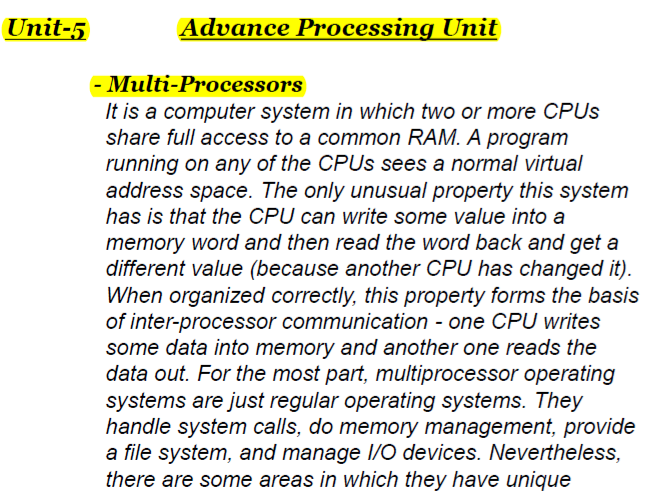 Unit-5 Advance Processing Unit
- Multi-Processors
It is a computer system in which two or more CPUs
share full access to a common RAM. A program
running on any of the CPUs sees a normal virtual
address space. The only unusual property this system
has is that the CPU can write some value into a
memory word and then read the word back and get a
different value (because another CPU has changed it).
When organized correctly, this property forms the basis
of inter-processor communication - one CPU writes
some data into memory and another one reads the
data out. For the most part, multiprocessor operating
systems are just regular operating systems. They
handle system calls, do memory management, provide
a file system, and manage I/O devices. Nevertheless,
there are some areas in which they have unique